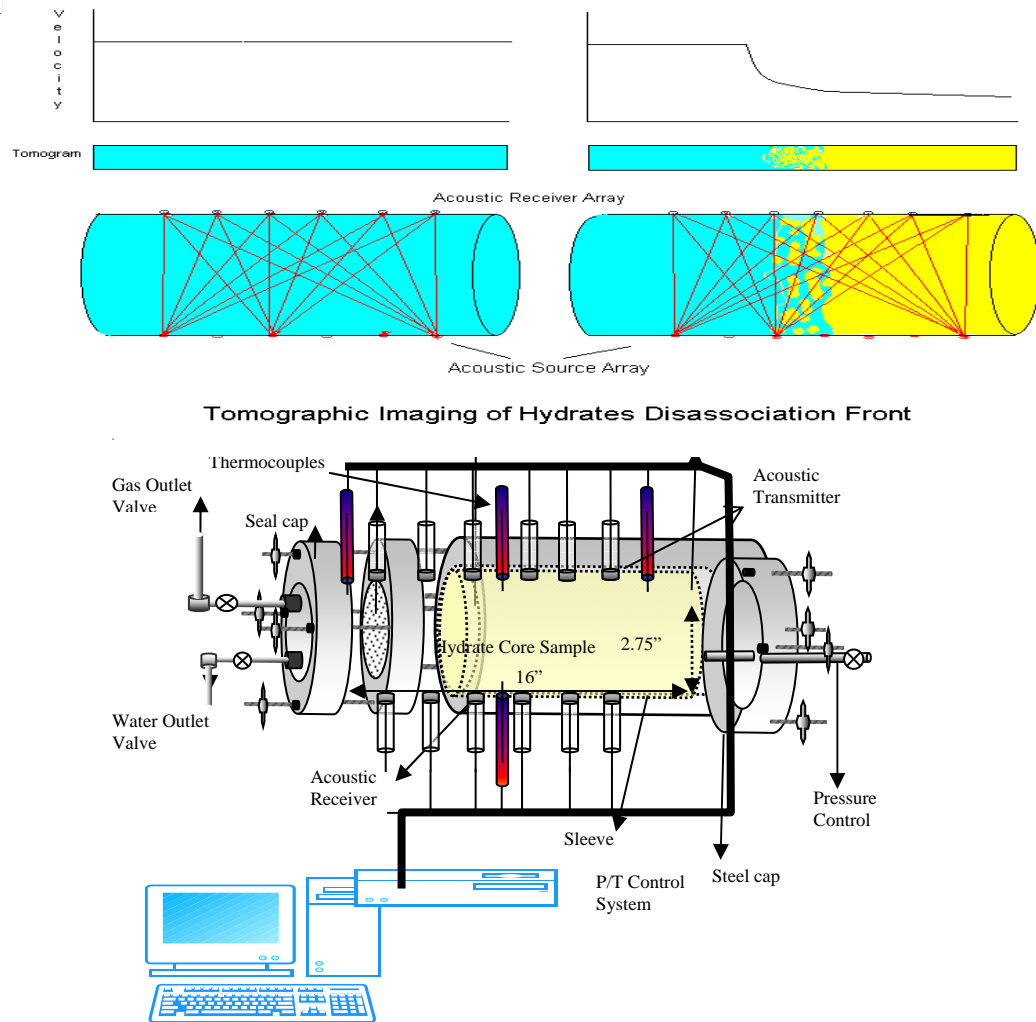 Velocity
Tomogram
Acoustic Receiver Array
Acoustic Source Array
Tomographic Imaging of Hydrates Disassociation Front
Thermocouples
Gas Outlet
Valve
Seal cap
Acoustic
Transmitter
Hydrate Core Sample
2.75”
16”
Water Outlet
Valve
Acoustic
Receiver
Sleeve
P/T Control
System
Steel cap
Pressure
Control